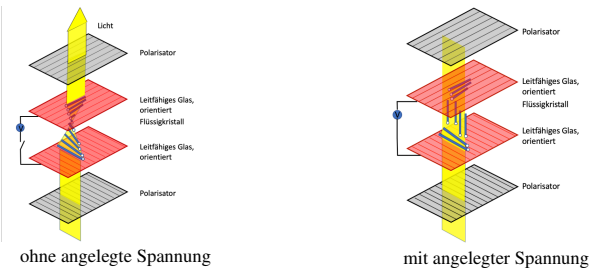 Licht
Polarisator
Leitfähiges Glas,
orientiert
Flüssigkristall
V
Leitfähiges Glas,
orientiert
Polarisator
ohne angelegte Spannung
Polarisator
Leitfähiges Glas,
orientiert
Flüssigkristall
V
Leitfähiges Glas,
orientiert
Polarisator
mit angelegter Spannung